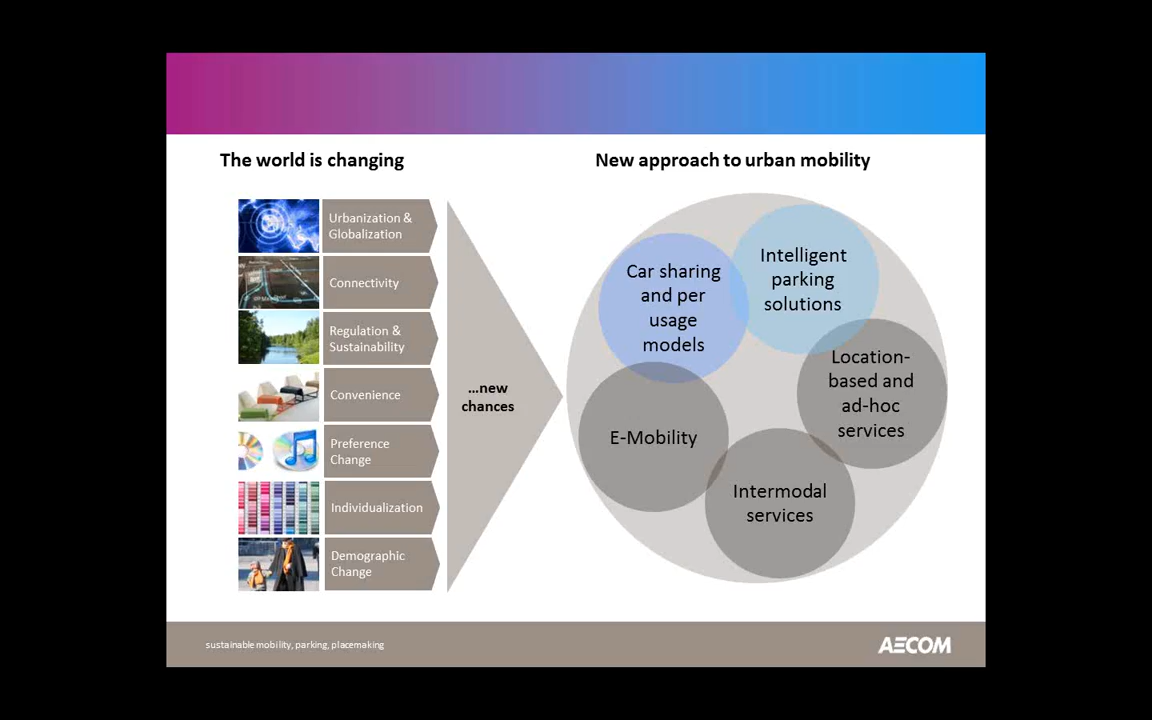 The world is changing
New approach to urban mobility
Urbanization &
Globalization
Connectivity
Regulation &
Sustainability
Convenience
Preference
Change
Individualization
Demographic
Change
...new
chances
Car sharing
and per
usage
models
Intelligent
parking
solutions
Location-
based and
ad-hoc
services
E-Mobility
Intermodal
services
sustainable mobility, parking, placemaking
AECOM